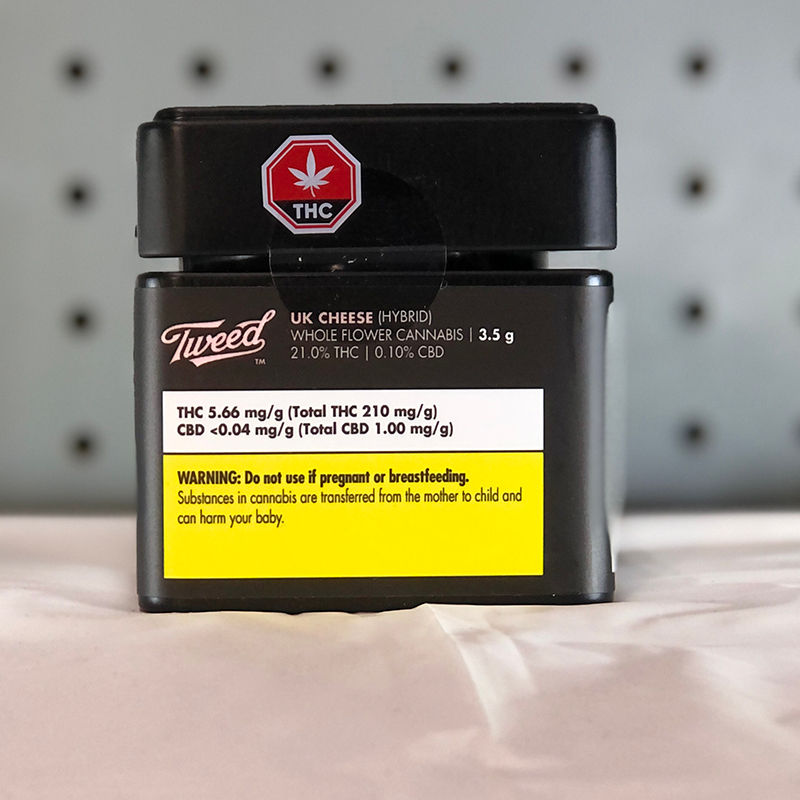 THC
Tweed™
UK CHEESE (HYBRID)
WHOLE FLOWER CANNABIS | 3.5 g
21.0% THC | 0.10% CBD
THC 5.66 mg/g (Total THC 210 mg/g)
CBD <0.04 mg/g (Total CBD 1.00 mg/g)
WARNING: Do not use if pregnant or breastfeeding.
Substances in cannabis are transferred from the mother to child and
can harm your baby.